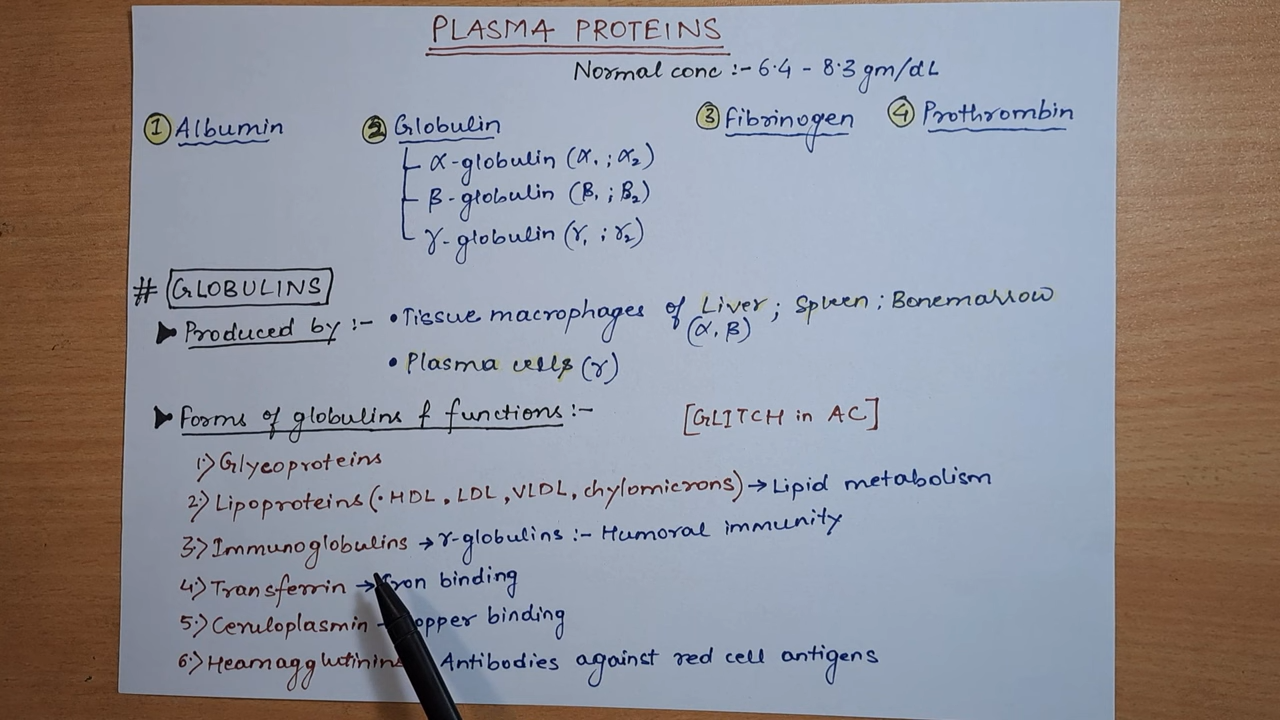 PLASMA PROTEINS
Normal conc :- 6.4 - 8.3 gm/dL
① Albumin ② Globulin ③ Fibrinogen ④ Prothrombin
α-globulin (α₁ ; α₂)
β-globulin (β₁ ; β₂)
γ-globulin (γ₁ ; γ₂)
# GLOBULINS
➤ Produced by :- • Tissue macrophages of Liver ; Spleen ; Bonemarrow
(α, β)
• Plasma cells (γ)
➤ Forms of globulins & functions :- [GLITCH in AC]
1.) Glycoproteins
2.) Lipoproteins (• HDL, LDL, VLDL, chylomicrons) → Lipid metabolism
3.) Immunoglobulins → γ-globulins :- Humoral immunity
4.) Transferrin → Iron binding
5.) Ceruloplasmin - opper binding
6.) Heamagglutinins Antibodies against red cell antigens